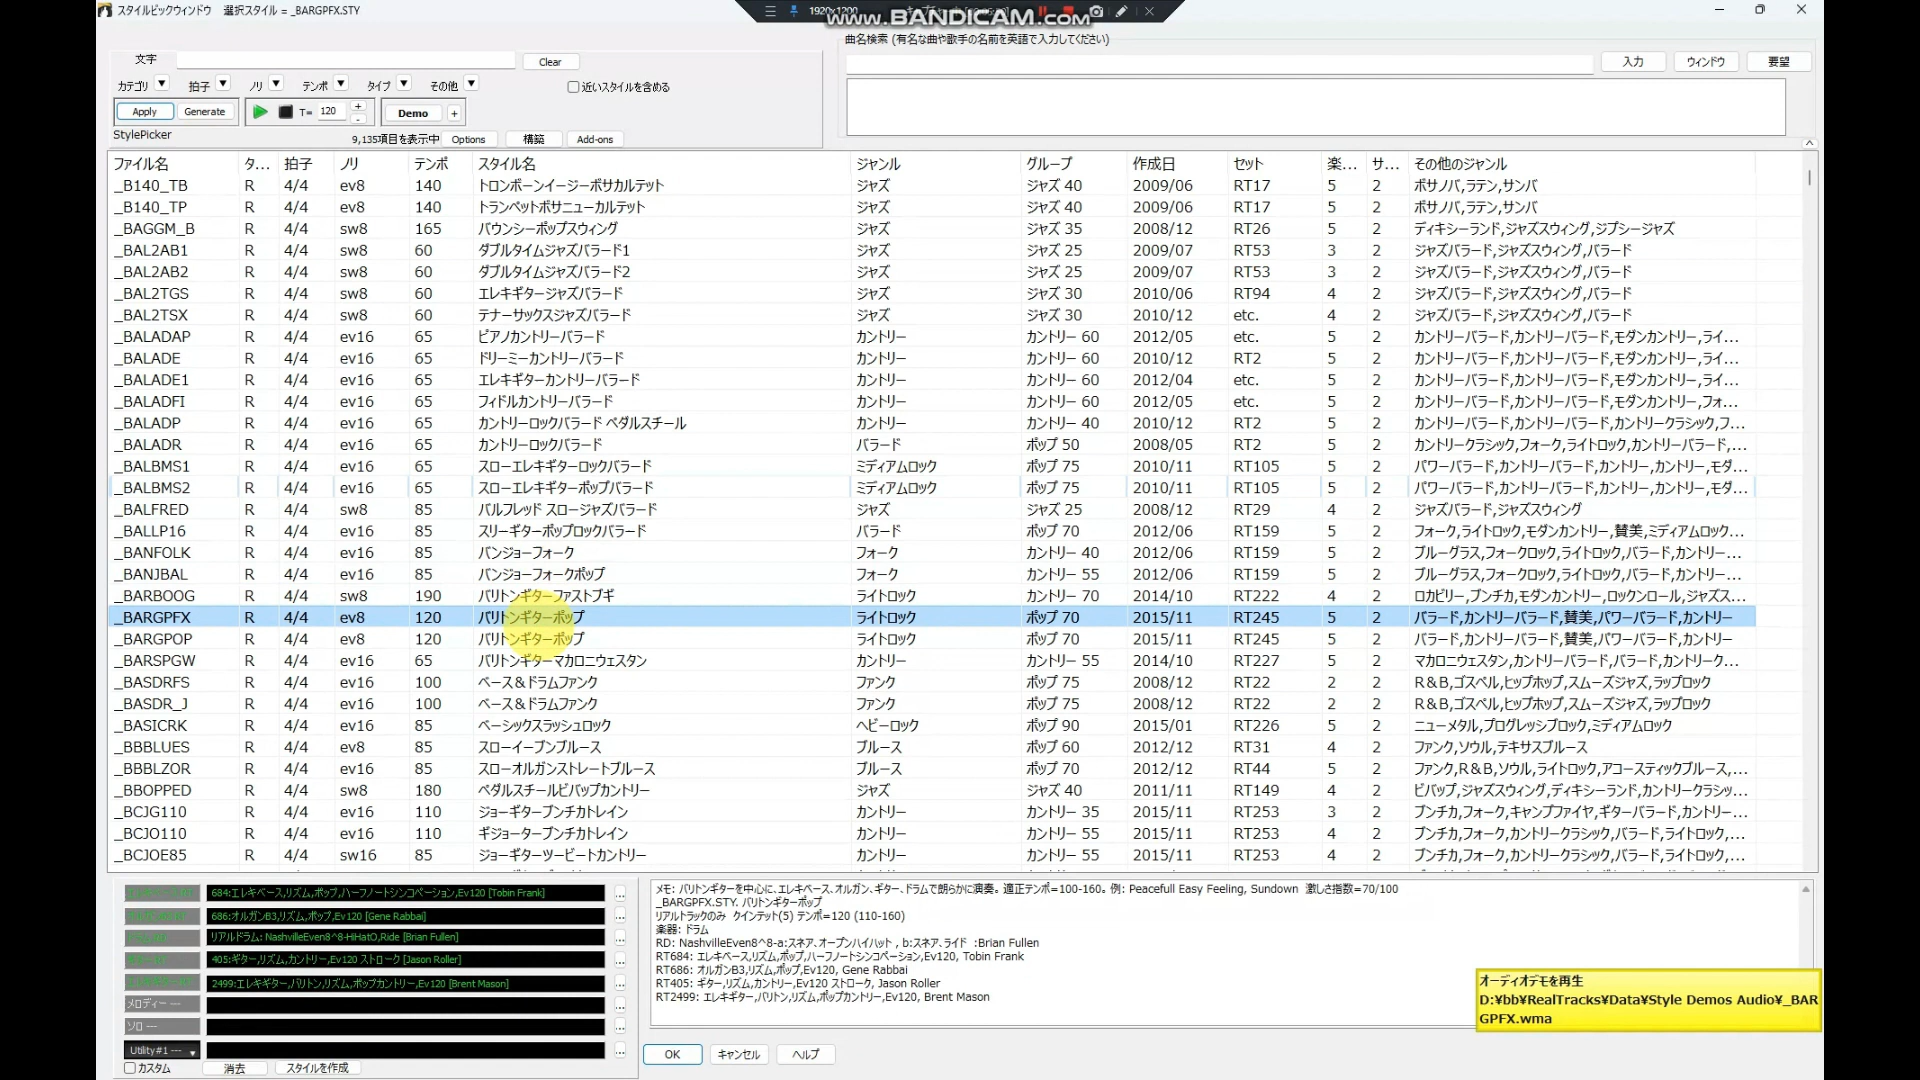 スタイルピックウィンドウ 選択スタイル = _BARGPFX.STY
1920x1200
www.BANDICAM.com
曲名検索 (有名な曲や歌手の名前を英語で入力してください)
文字 Clear
入力 ウィンドウ 要望
カテゴリ 拍子 ノリ テンポ タイプ その他 近いスタイルを含める
Apply Generate T= 120 + - Demo +
StylePicker 9,135項目を表示中 Options 構築 Add-ons
ファイル名 タ... 拍子 ノリ テンポ スタイル名 ジャンル グループ 作成日 セット 楽... サ... その他のジャンル
_B140_TB R 4/4 ev8 140 トロンボーンイージーボサカルテット ジャズ ジャズ 40 2009/06 RT17 5 2 ボサノバ,ラテン,サンバ
_B140_TP R 4/4 ev8 140 トランペットボサニューカルテット ジャズ ジャズ 40 2009/06 RT17 5 2 ボサノバ,ラテン,サンバ
_BAGGM_B R 4/4 sw8 165 バウンシーポップスウィング ジャズ ジャズ 35 2008/12 RT26 5 2 ディキシーランド,ジャズスウィング,ジプシージャズ
_BAL2AB1 R 4/4 sw8 60 ダブルタイムジャズバラード1 ジャズ ジャズ 25 2009/07 RT53 3 2 ジャズバラード,ジャズスウィング,バラード
_BAL2AB2 R 4/4 sw8 60 ダブルタイムジャズバラード2 ジャズ ジャズ 25 2009/07 RT53 3 2 ジャズバラード,ジャズスウィング,バラード
_BAL2TGS R 4/4 sw8 60 エレキギタージャズバラード ジャズ ジャズ 30 2010/06 RT94 4 2 ジャズバラード,ジャズスウィング,バラード
_BAL2TSX R 4/4 sw8 60 テナーサックスジャズバラード ジャズ ジャズ 30 2010/12 etc. 4 2 ジャズバラード,ジャズスウィング,バラード
_BALADAP R 4/4 ev16 65 ピアノカントリーバラード カントリー カントリー 60 2012/05 etc. 5 2 カントリーバラード,カントリーバラード,モダンカントリー,ライ...
_BALADE R 4/4 ev16 65 ドリーミーカントリーバラード カントリー カントリー 60 2010/12 RT2 5 2 カントリーバラード,カントリーバラード,モダンカントリー,ライ...
_BALADE1 R 4/4 ev16 65 エレキギターカントリーバラード カントリー カントリー 60 2012/04 etc. 5 2 カントリーバラード,カントリーバラード,モダンカントリー,ライ...
_BALADFI R 4/4 ev16 65 フィドルカントリーバラード カントリー カントリー 60 2012/05 etc. 5 2 カントリーバラード,カントリーバラード,モダンカントリー,フォ...
_BALADP R 4/4 ev16 65 カントリーロックバラード ペダルスチール カントリー カントリー 40 2010/12 RT2 5 2 カントリーバラード,カントリーバラード,カントリークラシック,フ...
_BALADR R 4/4 ev16 65 カントリーロックバラード バラード ポップ 50 2008/05 RT2 5 2 カントリークラシック,フォーク,ライトロック,カントリーバラード,...
_BALBMS1 R 4/4 ev16 65 スローエレキギターロックバラード ミディアムロック ポップ 75 2010/11 RT105 5 2 パワーバラード,カントリーバラード,カントリー,カントリー,モダ...
_BALBMS2 R 4/4 ev16 65 スローエレキギターポップバラード ミディアムロック ポップ 75 2010/11 RT105 5 2 パワーバラード,カントリーバラード,カントリー,カントリー,モダ...
_BALFRED R 4/4 sw8 85 バルフレッド スロージャズバラード ジャズ ジャズ 25 2008/12 RT29 4 2 ジャズバラード,ジャズスウィング
_BALLP16 R 4/4 ev16 85 スリーギターポップロックバラード バラード ポップ 70 2012/06 RT159 5 2 フォーク,ライトロック,モダンカントリー,賛美,ミディアムロック...
_BANFOLK R 4/4 ev16 85 バンジョーフォーク フォーク カントリー 40 2012/06 RT159 5 2 ブルーグラス,フォークロック,ライトロック,バラード,カントリー...
_BANJBAL R 4/4 ev16 85 バンジョーフォークポップ フォーク カントリー 55 2012/06 RT159 5 2 ブルーグラス,フォークロック,ライトロック,バラード,カントリー...
_BARBOOG R 4/4 sw8 190 バリトンギターファストブギ ライトロック カントリー 70 2014/10 RT222 4 2 ロカビリー,ブンチカ,モダンカントリー,ロックンロール,ジャズス...
_BARGPFX R 4/4 ev8 120 バリトンギターポップ ライトロック ポップ 70 2015/11 RT245 5 2 バラード,カントリーバラード,賛美,パワーバラード,カントリー
_BARGPOP R 4/4 ev8 120 バリトンギターポップ ライトロック ポップ 70 2015/11 RT245 5 2 バラード,カントリーバラード,賛美,パワーバラード,カントリー
_BARSPGW R 4/4 ev16 65 バリトンギターマカロニウェスタン カントリー カントリー 55 2014/10 RT227 5 2 マカロニウェスタン,カントリーバラード,バラード,カントリーク...
_BASDRFS R 4/4 ev16 100 ベース＆ドラムファンク ファンク ポップ 75 2008/12 RT22 2 2 R＆B,ゴスペル,ヒップホップ,スムーズジャズ,ラップロック
_BASDR_J R 4/4 ev16 100 ベース＆ドラムファンク ファンク ポップ 75 2008/12 RT22 2 2 R＆B,ゴスペル,ヒップホップ,スムーズジャズ,ラップロック
_BASICRK R 4/4 ev16 85 ベーシックスラッシュロック ヘビーロック ポップ 90 2015/01 RT226 5 2 ニューメタル,プログレッシブロック,ミディアムロック
_BBBLUES R 4/4 ev8 85 スローイーブンブルース ブルース ポップ 60 2012/12 RT31 4 2 ファンク,ソウル,テキサスブルース
_BBBLZOR R 4/4 ev16 85 スローオルガンストレートブルース ブルース ポップ 70 2012/12 RT44 5 2 ファンク,R＆B,ソウル,ライトロック,アコースティックブルース,...
_BBOPPED R 4/4 sw8 180 ペダルスチールビバップカントリー ジャズ ジャズ 40 2011/11 RT149 4 2 ビバップ,ジャズスウィング,ディキシーランド,カントリークラシッ...
_BCJG110 R 4/4 ev16 110 ジョーギターブンチカトレイン カントリー カントリー 35 2015/11 RT253 3 2 ブンチカ,フォーク,キャンプファイヤ,ギターバラード,カントリー...
_BCJO110 R 4/4 ev16 110 ギジョーターブンチカトレイン カントリー カントリー 55 2015/11 RT253 4 2 ブンチカ,フォーク,カントリークラシック,バラード,ライトロック,...
_BCJOE85 R 4/4 sw16 85 ジョーギターツービートカントリー カントリー カントリー 55 2015/11 RT253 4 2 ブンチカ,フォーク,カントリークラシック,バラード,ライトロック,...
684:エレキベース,リズム,ポップ,ハーフノートシンコペーション,Ev120 [Tobin Frank] ...
686:オルガンB3,リズム,ポップ,Ev120 [Gene Rabbai] ...
リアルドラム: NashvilleEven8^8-HiHatO,Ride [Brian Fullen] ...
405:ギター,リズム,カントリー,Ev120 ストローク [Jason Roller] ...
2499:エレキギター,バリトン,リズム,ポップカントリー,Ev120 [Brent Mason] ...
メロディー --- ...
ソロ --- ...
Utility#1 --- ...
カスタム 消去 スタイルを作成
メモ: バリトンギターを中心に、エレキベース、オルガン、ギター、ドラムで朗らかに演奏。適正テンポ=100-160。例: Peacefull Easy Feeling, Sundown 激しさ指数=70/100
_BARGPFX.STY. バリトンギターポップ
リアルトラックのみ クインテット(5) テンポ=120 (110-160)
楽器: ドラム
RD: NashvilleEven8^8-a:スネア、オープンハイハット , b:スネア、ライド :Brian Fullen
RT684: エレキベース,リズム,ポップ,ハーフノートシンコペーション,Ev120, Tobin Frank
RT686: オルガンB3,リズム,ポップ,Ev120, Gene Rabbai
RT405: ギター,リズム,カントリー,Ev120 ストローク, Jason Roller
RT2499: エレキギター,バリトン,リズム,ポップカントリー,Ev120, Brent Mason
OK キャンセル ヘルプ
オーディオデモを再生
D:¥bb¥RealTracks¥Data¥Style Demos Audio¥_BAR
GPFX.wma